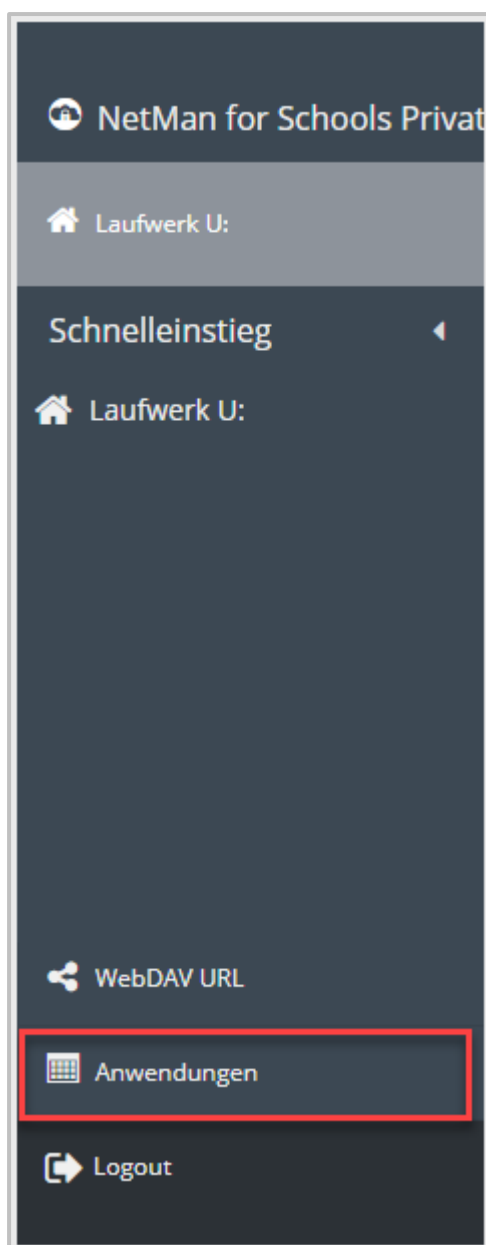 NetMan for Schools Privat
Laufwerk U:
Schnelleinstieg
Laufwerk U:
WebDAV URL
Anwendungen
Logout